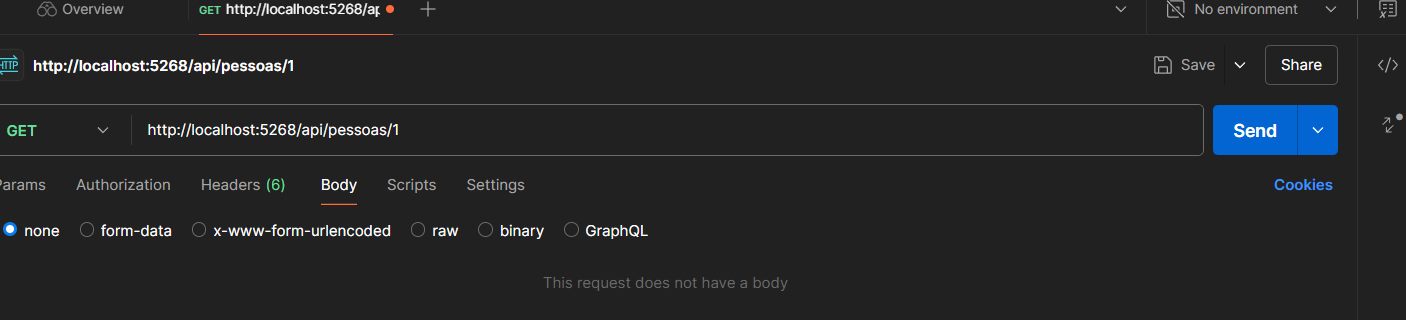 Overview GET http://localhost:5268/ap No environment
HTTP http://localhost:5268/api/pessoas/1 Save Share
GET http://localhost:5268/api/pessoas/1 Send
Params Authorization Headers (6) Body Scripts Settings Cookies
none form-data x-www-form-urlencoded raw binary GraphQL
This request does not have a body